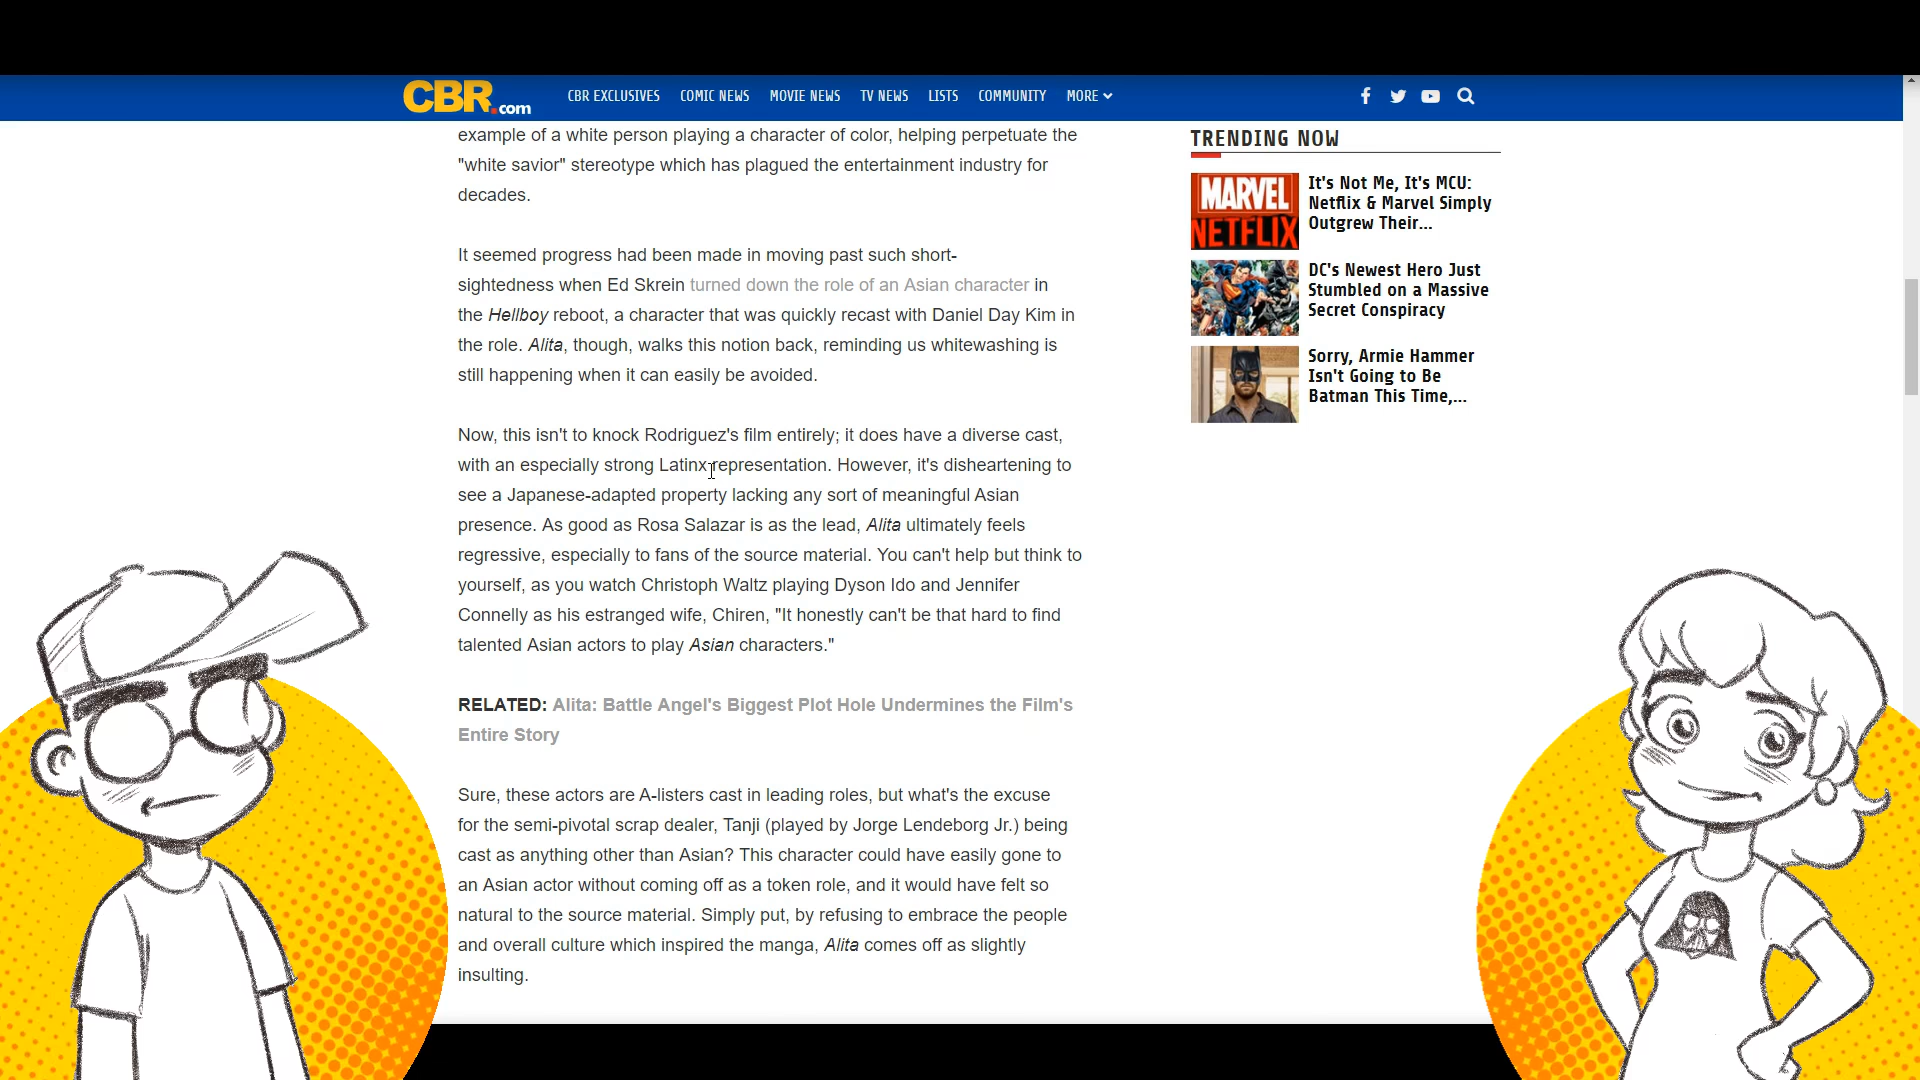 CBR.com
CBR EXCLUSIVES
COMIC NEWS
MOVIE NEWS
TV NEWS
LISTS
COMMUNITY
MORE
example of a white person playing a character of color, helping perpetuate the
"white savior" stereotype which has plagued the entertainment industry for
decades.
It seemed progress had been made in moving past such short-
sightedness when Ed Skrein turned down the role of an Asian character in
the Hellboy reboot, a character that was quickly recast with Daniel Day Kim in
the role. Alita, though, walks this notion back, reminding us whitewashing is
still happening when it can easily be avoided.
Now, this isn't to knock Rodriguez's film entirely; it does have a diverse cast,
with an especially strong Latinx representation. However, it's disheartening to
see a Japanese-adapted property lacking any sort of meaningful Asian
presence. As good as Rosa Salazar is as the lead, Alita ultimately feels
regressive, especially to fans of the source material. You can't help but think to
yourself, as you watch Christoph Waltz playing Dyson Ido and Jennifer
Connelly as his estranged wife, Chiren, "It honestly can't be that hard to find
talented Asian actors to play Asian characters."
RELATED: Alita: Battle Angel's Biggest Plot Hole Undermines the Film's
Entire Story
Sure, these actors are A-listers cast in leading roles, but what's the excuse
for the semi-pivotal scrap dealer, Tanji (played by Jorge Lendeborg Jr.) being
cast as anything other than Asian? This character could have easily gone to
an Asian actor without coming off as a token role, and it would have felt so
natural to the source material. Simply put, by refusing to embrace the people
and overall culture which inspired the manga, Alita comes off as slightly
insulting.
TRENDING NOW
MARVEL
NETFLIX
It's Not Me, It's MCU:
Netflix & Marvel Simply
Outgrew Their...
DC's Newest Hero Just
Stumbled on a Massive
Secret Conspiracy
Sorry, Armie Hammer
Isn't Going to Be
Batman This Time,...